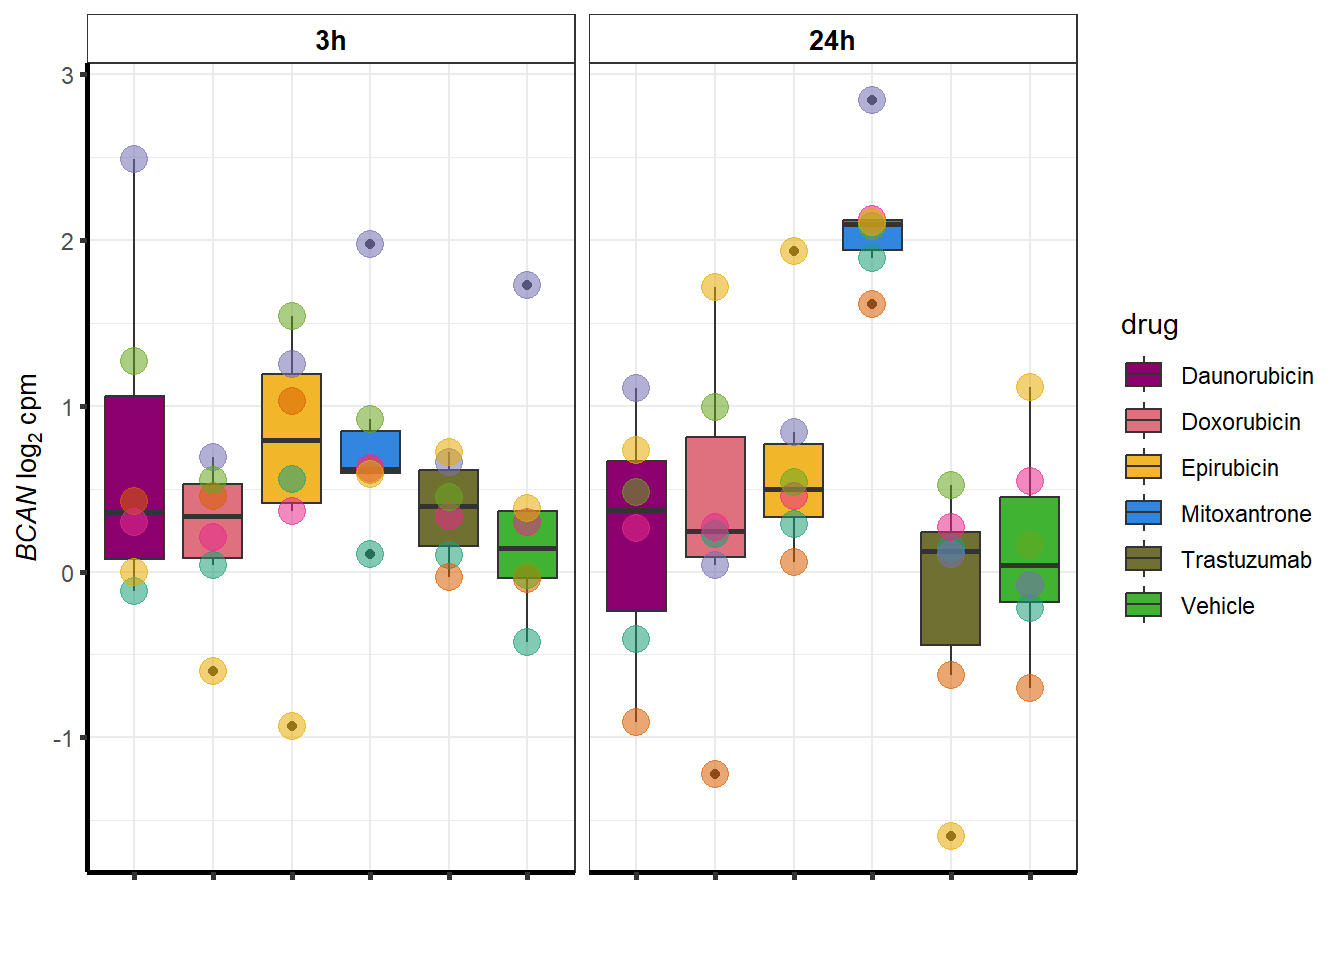 3h
24h
3
2
1
0
-1
BCAN log₂ cpm
drug
Daunorubicin
Doxorubicin
Epirubicin
Mitoxantrone
Trastuzumab
Vehicle